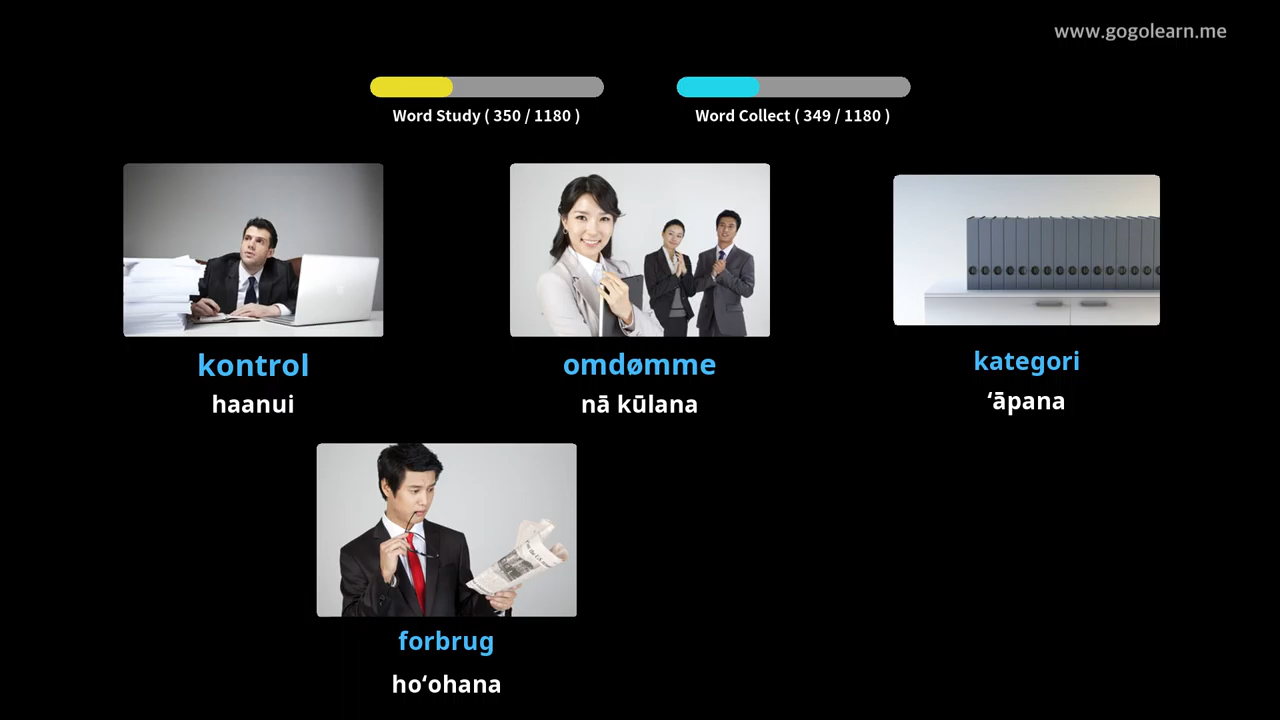 www.gogolearn.me
Word Study ( 350 / 1180 )
Word Collect ( 349 / 1180 )
kontrol
haanui
omdømme
nā kūlana
kategori
ʻāpana
forbrug
hoʻohana